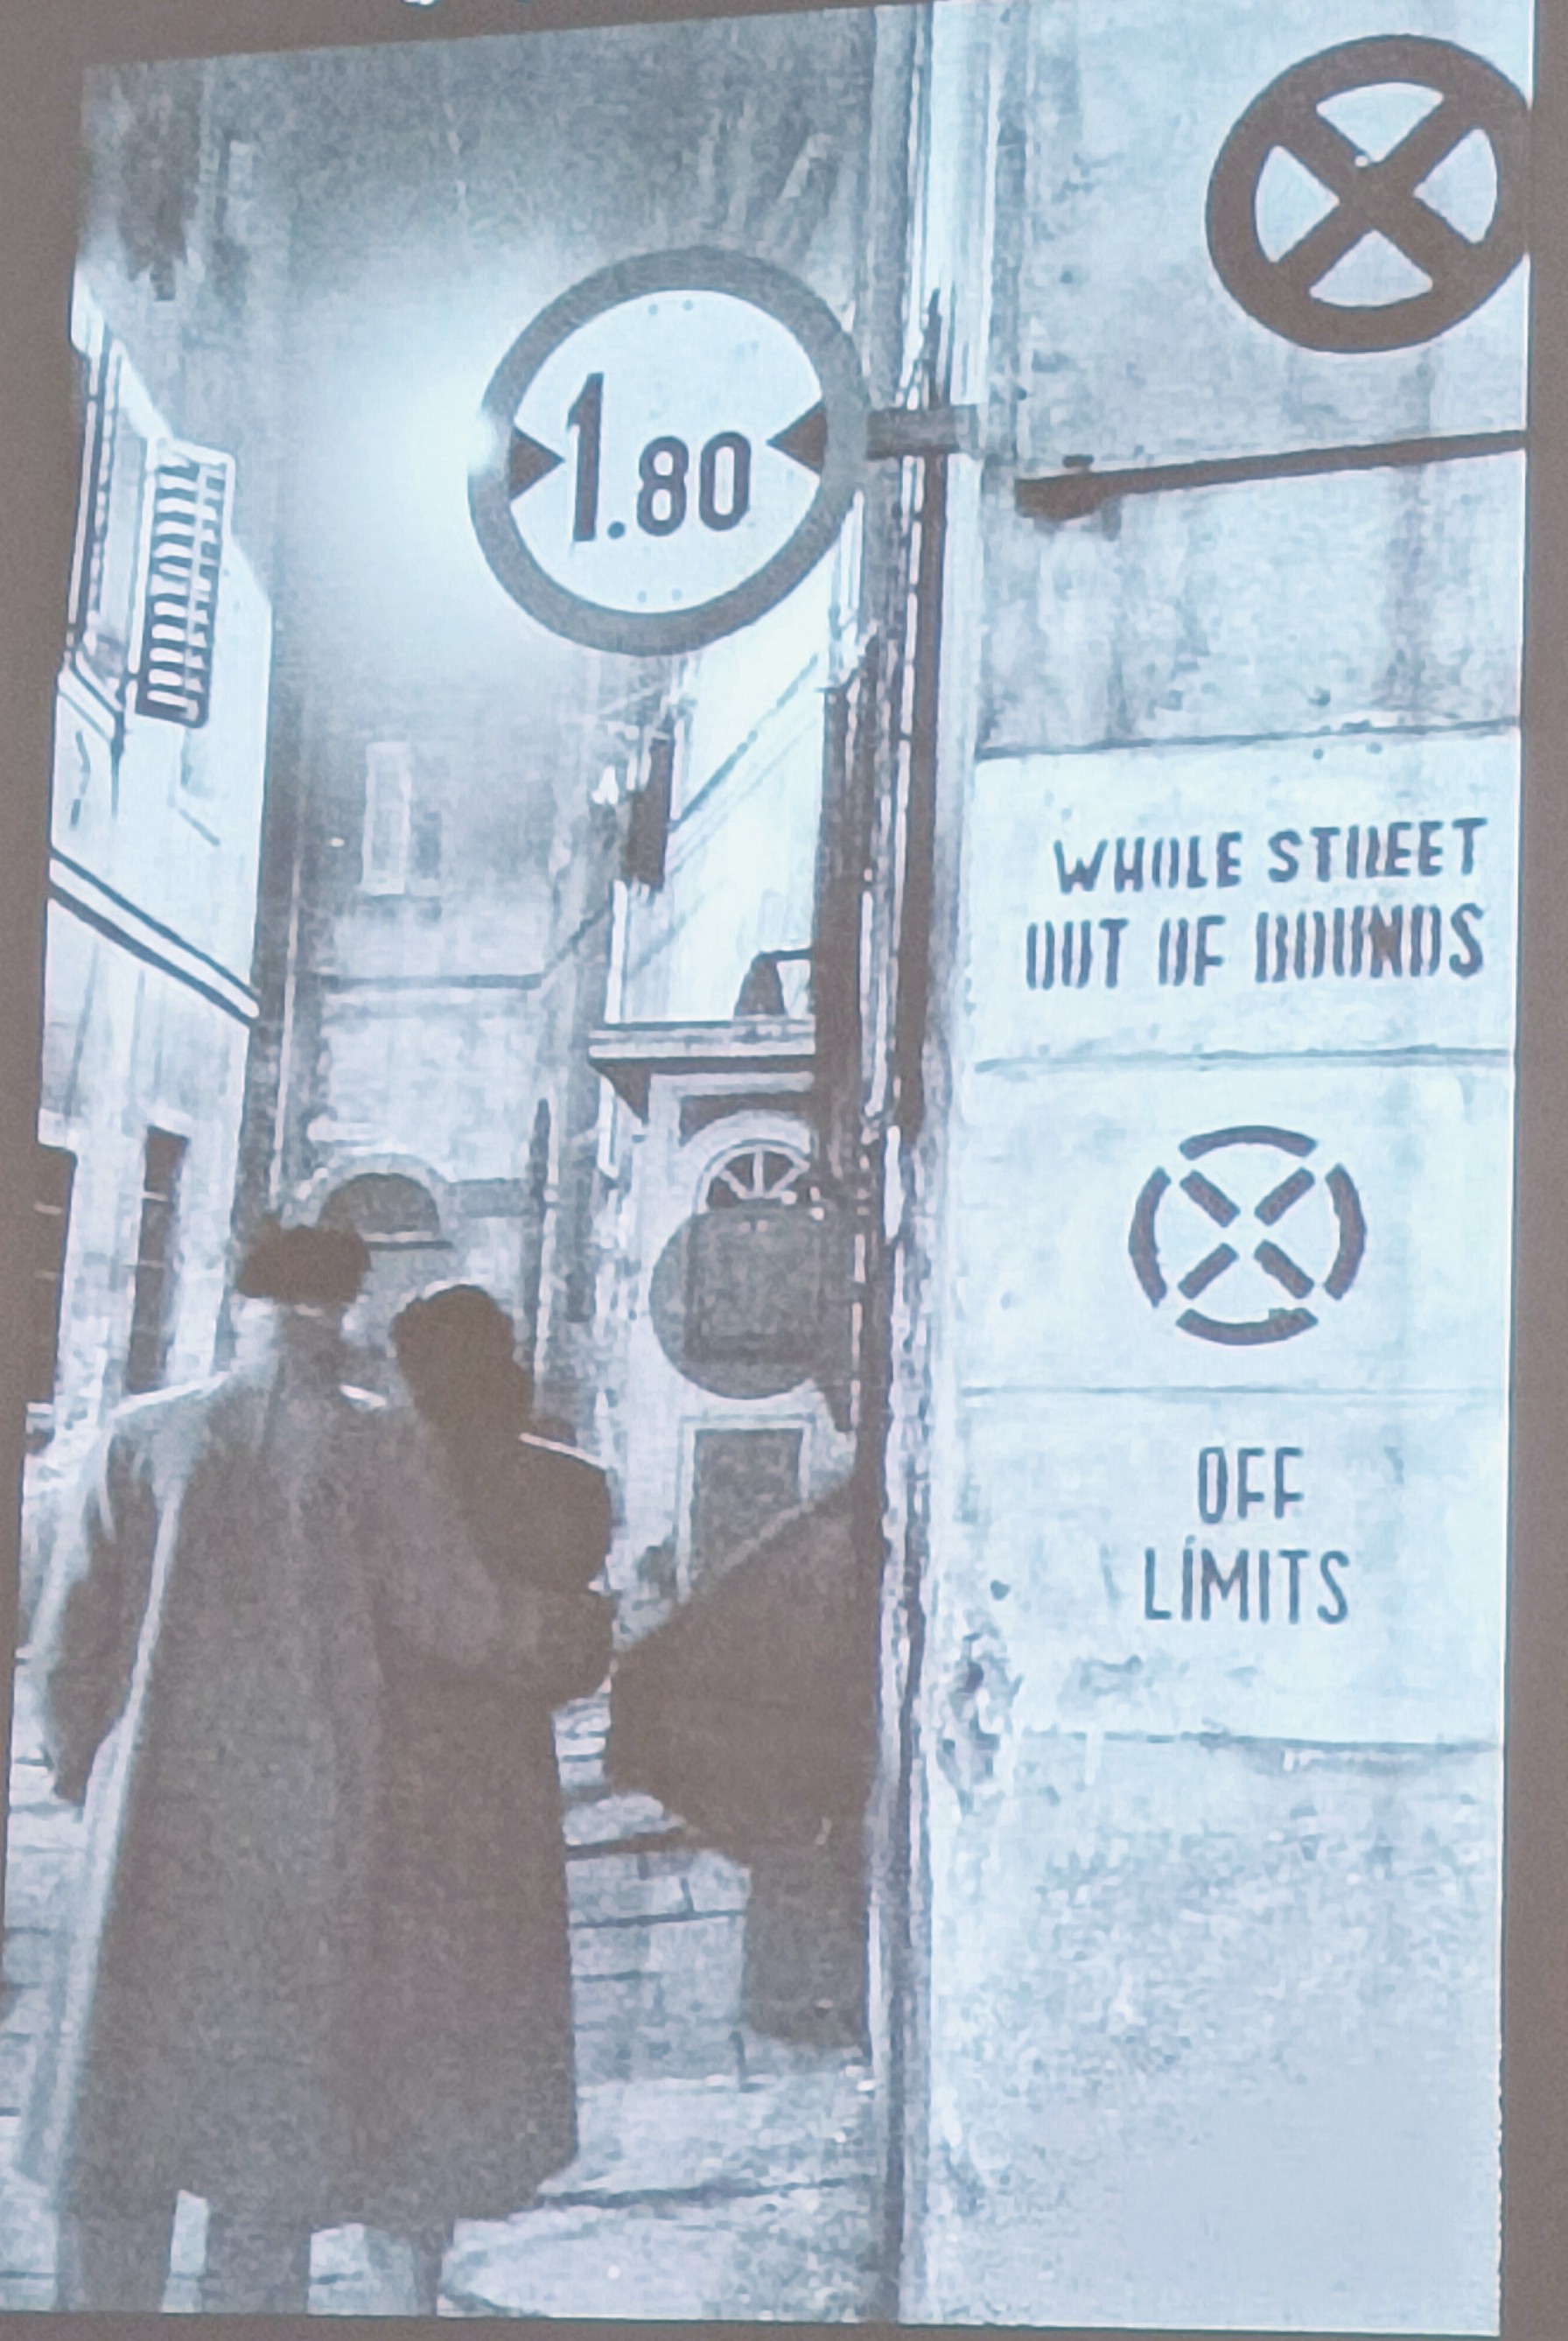 1.80
WHOLE STREET
OUT OF BOUNDS
OFF
LÍMITS